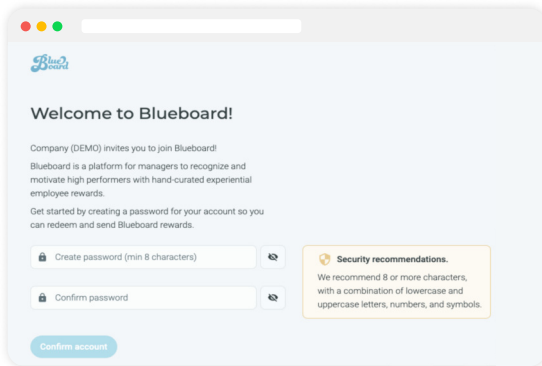 Blue
Board
Welcome to Blueboard!
Company (DEMO) invites you to join Blueboard!
Blueboard is a platform for managers to recognize and
motivate high performers with hand-curated experiential
employee rewards.
Get started by creating a password for your account so you
can redeem and send Blueboard rewards.
Create password (min 8 characters)
Confirm password
Security recommendations.
We recommend 8 or more characters,
with a combination of lowercase and
uppercase letters, numbers, and symbols.
Confirm account